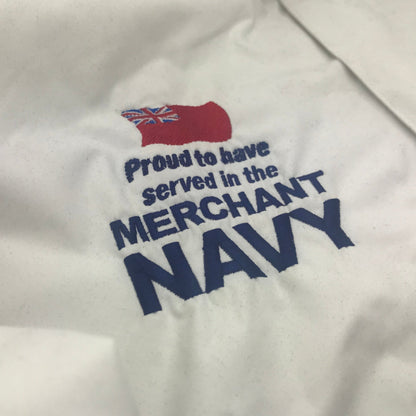 Proud to have
served in the
MERCHANT
NAVY